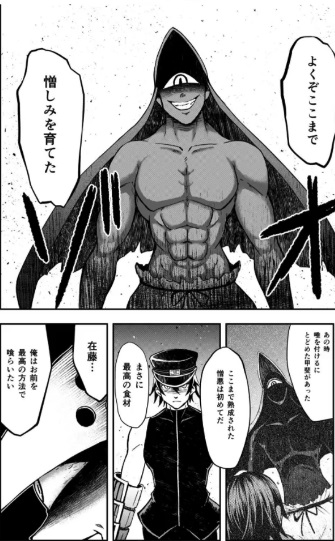 よくぞここまで
憎しみを育てた
オオ
あの時
唾を付けるに
とどめた甲斐があった
ここまで熟成された
憎悪は初めてだ
まさに
最高の食材
在藤…
俺はお前を
最高の方法で
喰らいたい